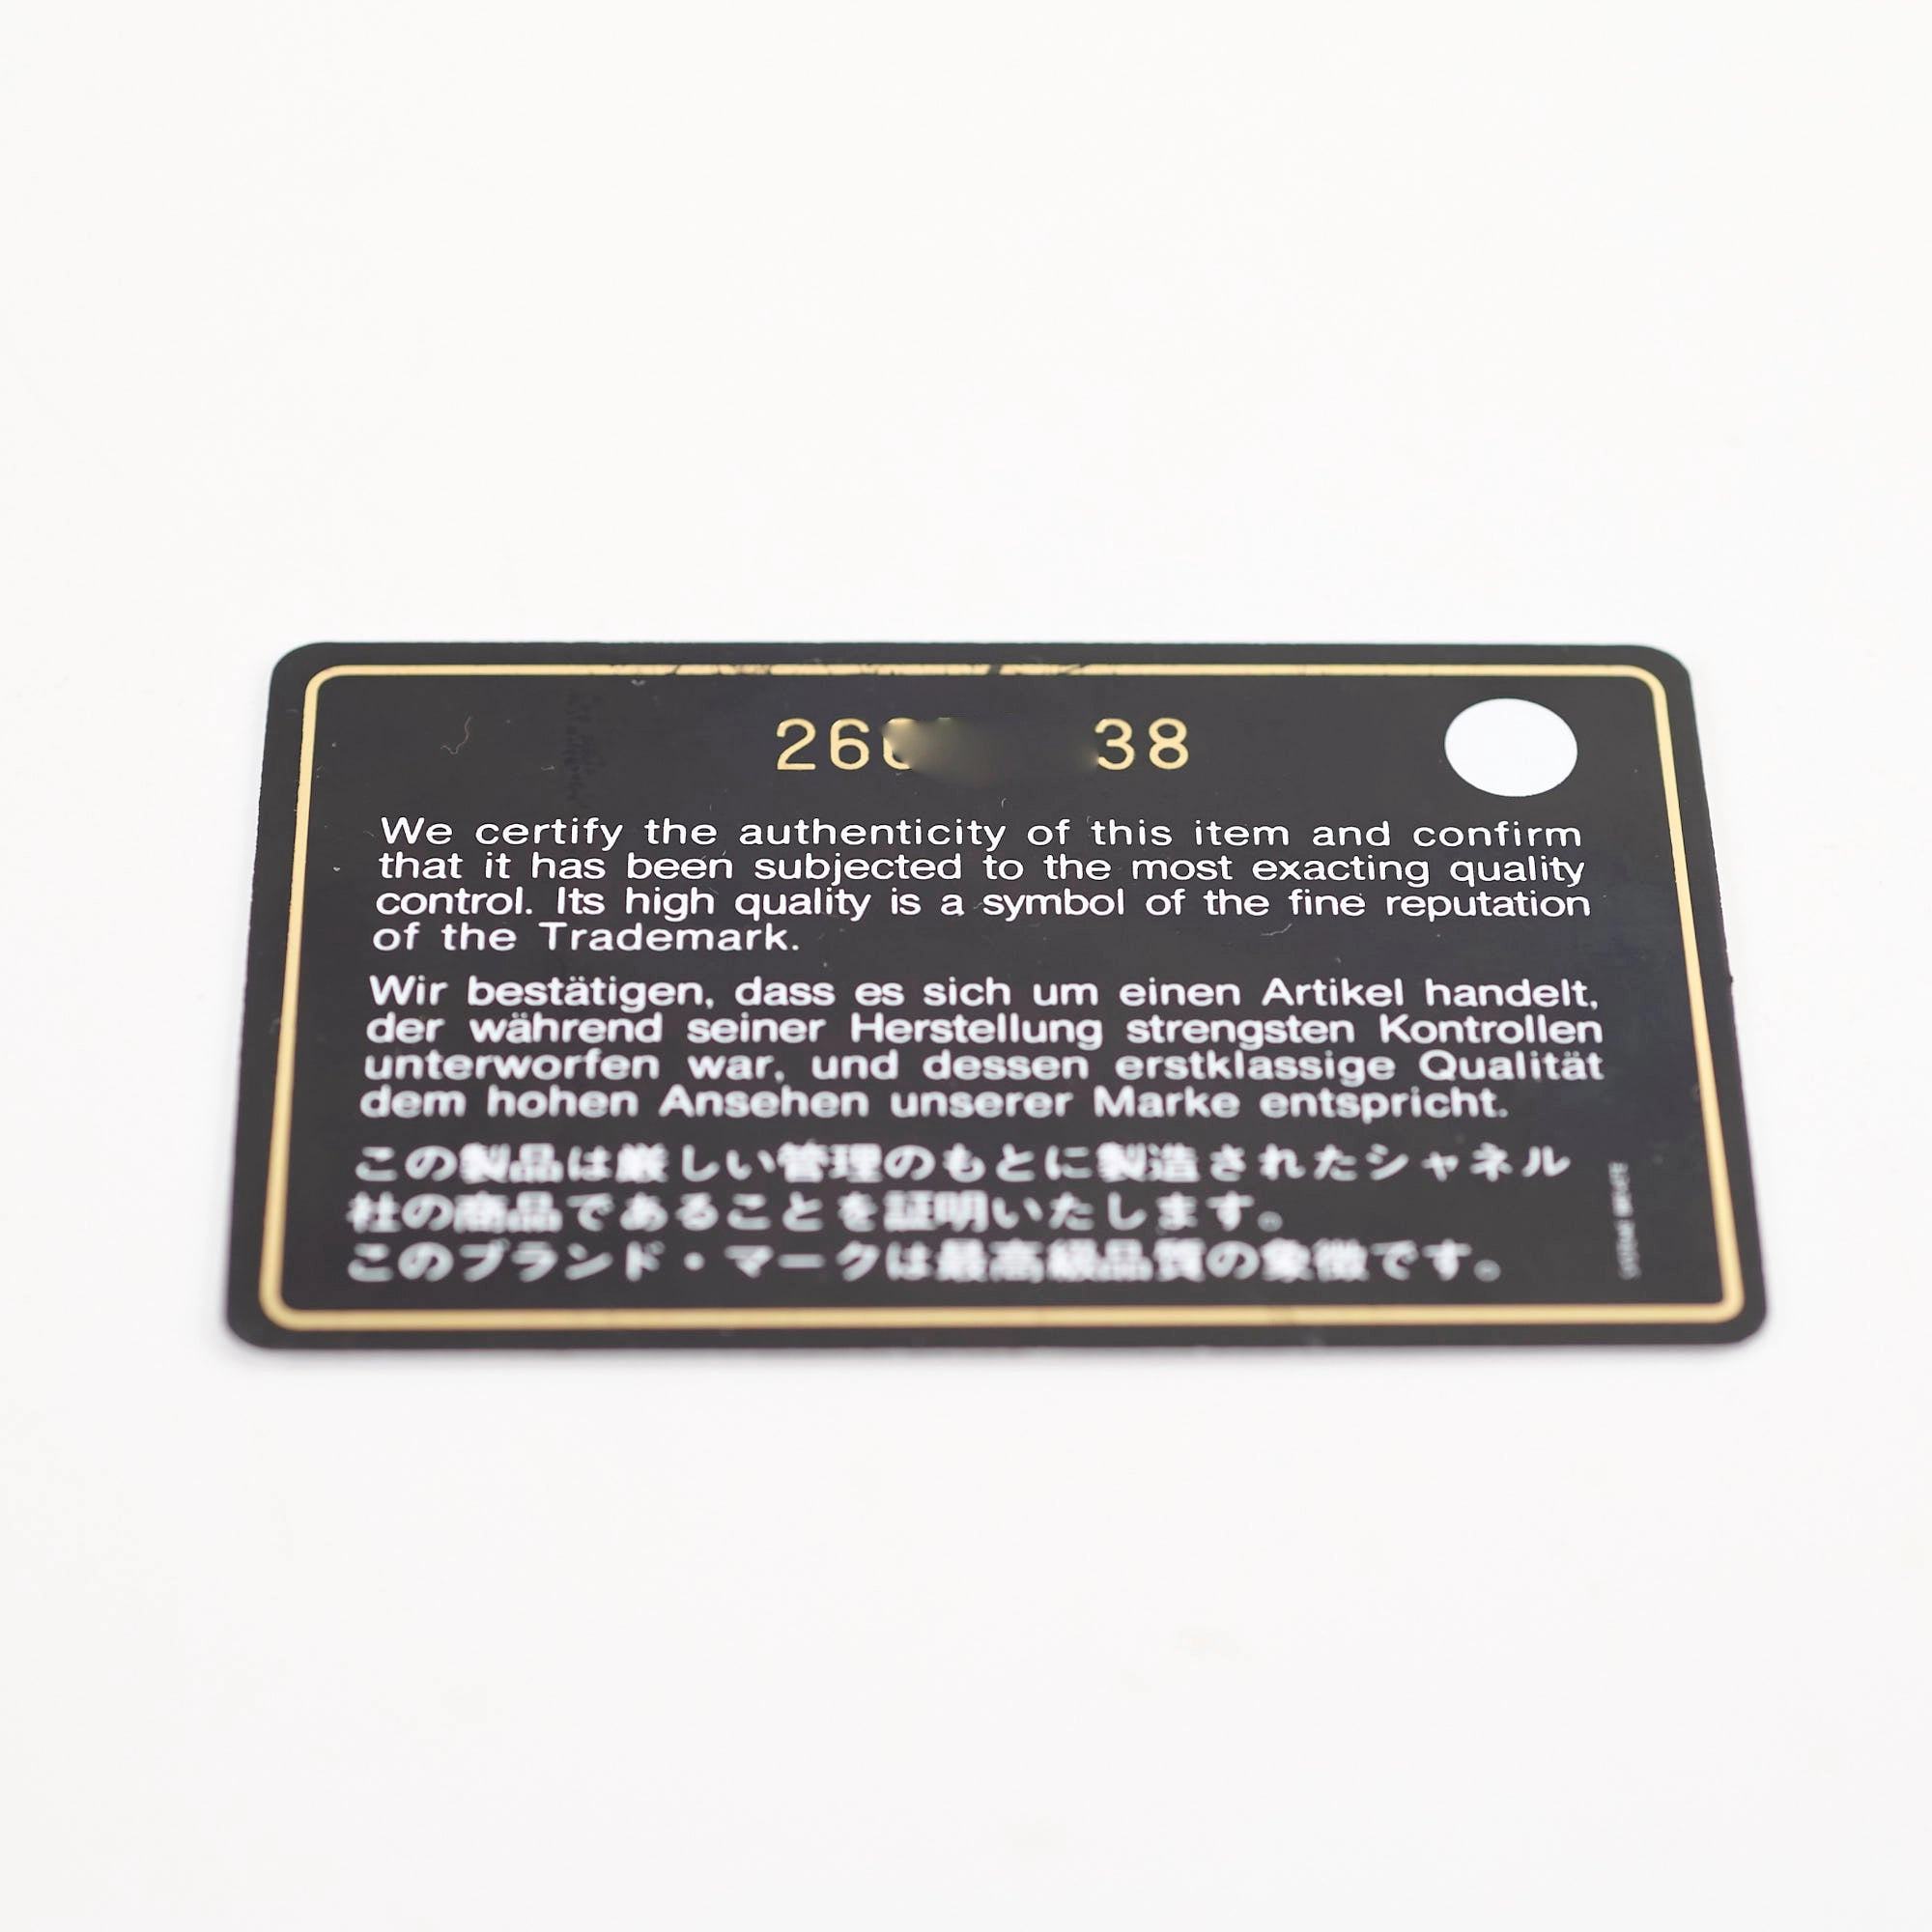 26 38
We certify the authenticity of this item and confirm
that it has been subjected to the most exacting quality
control. Its high quality is a symbol of the fine reputation
of the Trademark.
Wir bestätigen, dass es sich um einen Artikel handelt,
der während seiner Herstellung strengsten Kontrollen
unterworfen war, und dessen erstklassige Qualität
dem hohen Ansehen unserer Marke entspricht.
この製品は厳しい管理のもとに製造されたシャネル
社の商品であることを証明いたします。
このブランド・マークは最高級品質の象徴です。